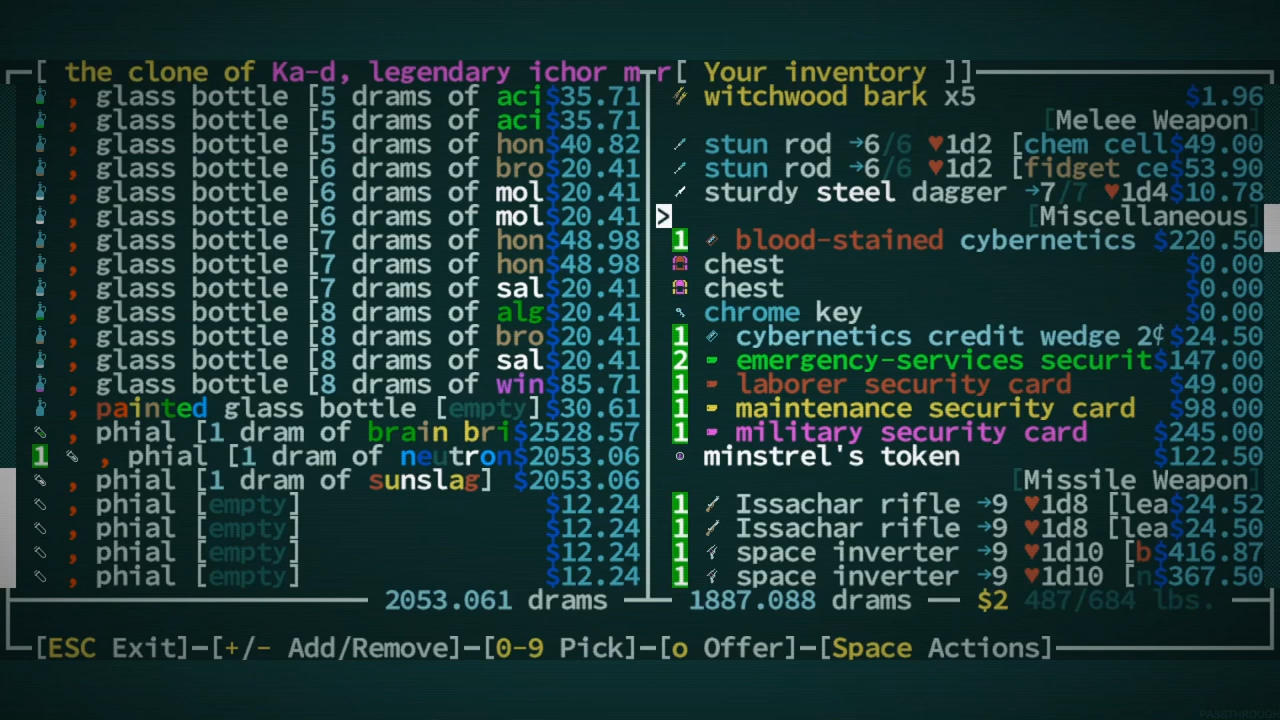 [ the clone of Ka-d, legendary ichor m r[ Your inventory ]]
, glass bottle [5 drams of aci$35.71
, glass bottle [5 drams of aci$35.71
, glass bottle [5 drams of hon$40.82
, glass bottle [6 drams of bro$20.41
, glass bottle [6 drams of mol$20.41
, glass bottle [6 drams of mol$20.41
, glass bottle [7 drams of hon$48.98
, glass bottle [7 drams of hon$48.98
, glass bottle [7 drams of sal$20.41
, glass bottle [8 drams of alg$20.41
, glass bottle [8 drams of bro$20.41
, glass bottle [8 drams of sal$20.41
, glass bottle [8 drams of win$85.71
, painted glass bottle [empty]$30.61
, phial [1 dram of brain bri$2528.57
1 , phial [1 dram of neutron$2053.06
, phial [1 dram of sunslag] $2053.06
, phial [empty] $12.24
, phial [empty] $12.24
, phial [empty] $12.24
, phial [empty] $12.24
2053.061 drams
witchwood bark x5 $1.96
[Melee Weapon]
stun rod →6/6 ♥1d2 [chem cell$49.00
stun rod →6/6 ♥1d2 [fidget ce$53.90
sturdy steel dagger →7/7 ♥1d4$10.78
> [Miscellaneous]
1 blood-stained cybernetics $220.50
chest $0.00
chest $0.00
chrome key $0.00
1 cybernetics credit wedge 2¢$24.50
2 emergency-services securit$147.00
1 laborer security card $49.00
1 maintenance security card $98.00
1 military security card $245.00
minstrel's token $122.50
[Missile Weapon]
1 Issachar rifle →9 ♥1d8 [lea$24.52
1 Issachar rifle →9 ♥1d8 [lea$24.50
1 space inverter →9 ♥1d10 [b$416.87
1 space inverter →9 ♥1d10 [n$367.50
1887.088 drams — $2 487/684 lbs.
[ESC Exit]—[+/- Add/Remove]—[0-9 Pick]—[o Offer]—[Space Actions]